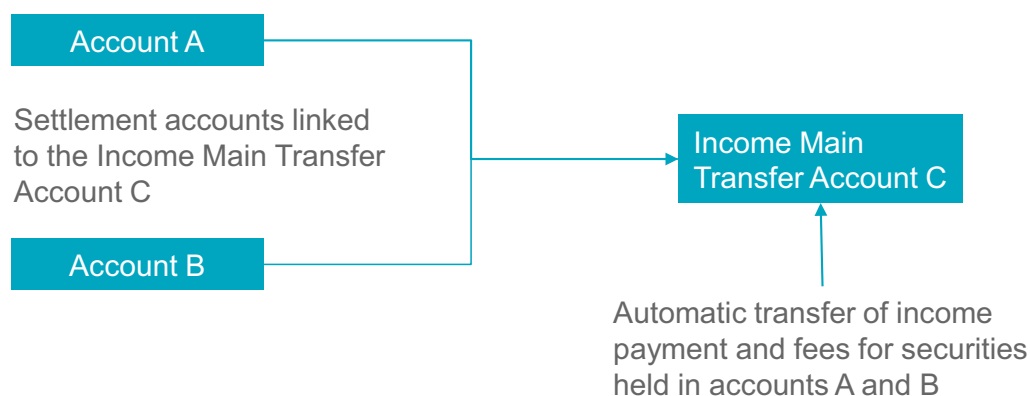 Account A
Settlement accounts linked
to the Income Main Transfer
Account C
Account B
Income Main
Transfer Account C
Automatic transfer of income
payment and fees for securities
held in accounts A and B